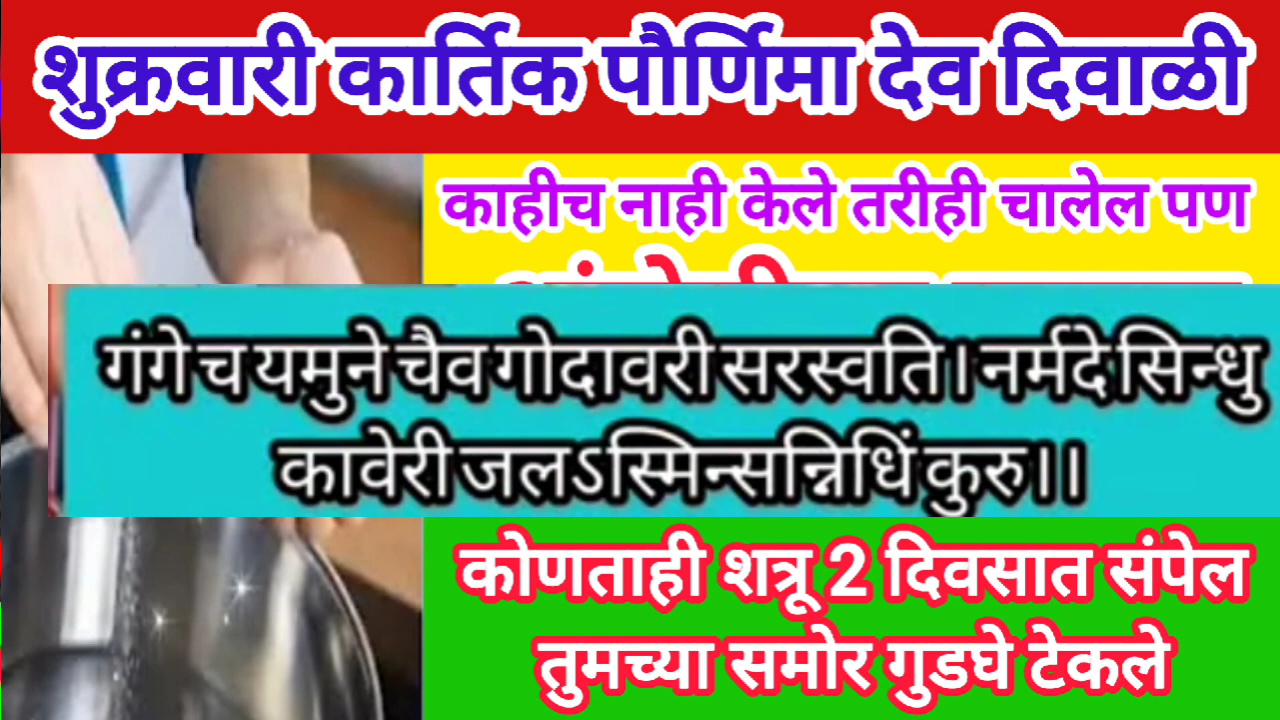 शुक्रवारी कार्तिक पौर्णिमा देव दिवाळी
काहीच नाही केले तरीही चालेल पण
गंगे च यमुने चैव गोदावरी सरस्वति । नर्मदे सिन्धु
कावेरी जलऽस्मिन्सन्निधिं कुरु ।।
कोणताही शत्रू 2 दिवसात संपेल
तुमच्या समोर गुडघे टेकले